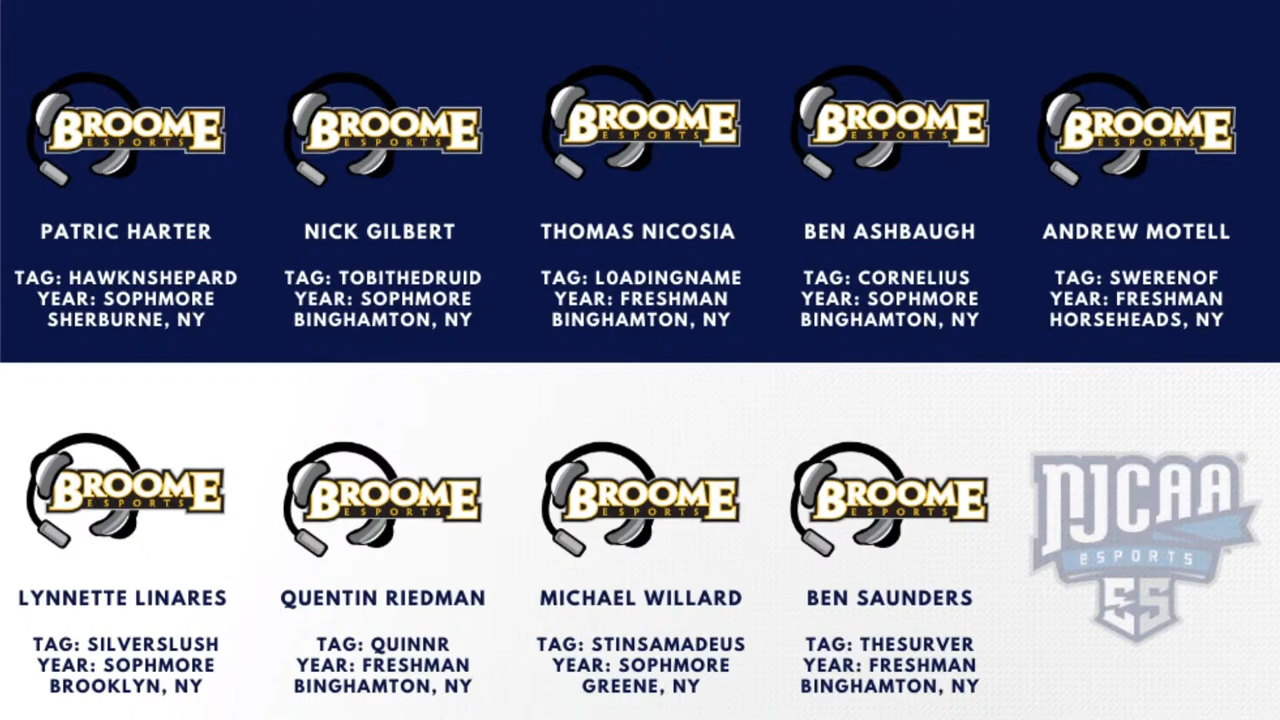 BROOME
ESPORTS
PATRIC HARTER
TAG: HAWKNSHEPARD
YEAR: SOPHMORE
SHERBURNE, NY
BROOME
ESPORTS
NICK GILBERT
TAG: TOBITHEDRUID
YEAR: SOPHMORE
BINGHAMTON, NY
BROOME
ESPORTS
THOMAS NICOSIA
TAG: L0ADINGNAME
YEAR: FRESHMAN
BINGHAMTON, NY
BROOME
ESPORTS
BEN ASHBAUGH
TAG: CORNELIUS
YEAR: SOPHMORE
BINGHAMTON, NY
BROOME
ESPORTS
ANDREW MOTELL
TAG: SWERENOF
YEAR: FRESHMAN
HORSEHEADS, NY
BROOME
ESPORTS
LYNNETTE LINARES
TAG: SILVERSLUSH
YEAR: SOPHMORE
BROOKLYN, NY
BROOME
ESPORTS
QUENTIN RIEDMAN
TAG: QUINNR
YEAR: FRESHMAN
BINGHAMTON, NY
BROOME
ESPORTS
MICHAEL WILLARD
TAG: STINSAMADEUS
YEAR: SOPHMORE
GREENE, NY
BROOME
ESPORTS
BEN SAUNDERS
TAG: THESURVER
YEAR: FRESHMAN
BINGHAMTON, NY
NJCAA
ESPORTS
ES